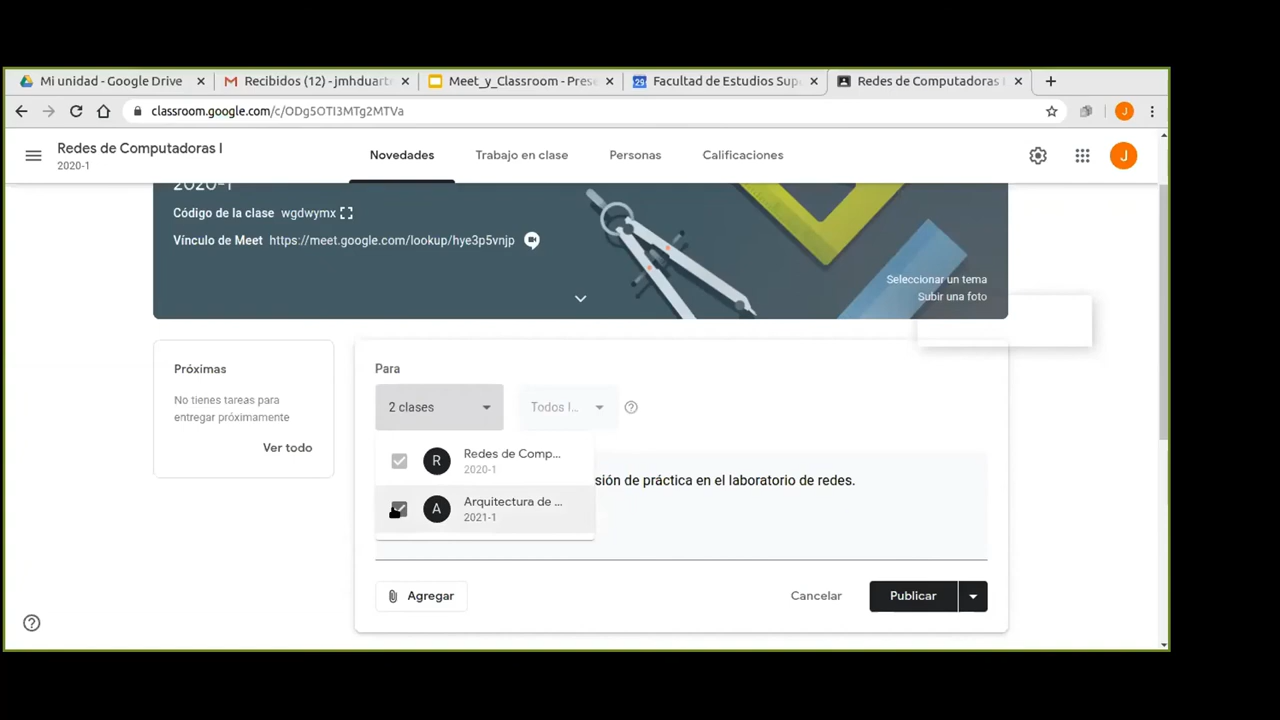 Mi unidad - Google Drive
Recibidos (12) - jmhduart
Meet_y_Classroom - Prese
29
Facultad de Estudios Sup
Redes de Computadoras
classroom.google.com/c/ODg5OTI3MTg2MTVa
J
Redes de Computadoras I
2020-1
Novedades
Trabajo en clase
Personas
Calificaciones
J
2020-1
Código de la clase wgdwymx
Vínculo de Meet https://meet.google.com/lookup/hye3p5vnjp
Seleccionar un tema
Subir una foto
Próximas
No tienes tareas para
entregar próximamente
Ver todo
Para
2 clases
Todos l...
R
Redes de Comp...
2020-1
sión de práctica en el laboratorio de redes.
A
Arquitectura de ...
2021-1
Agregar
Cancelar
Publicar